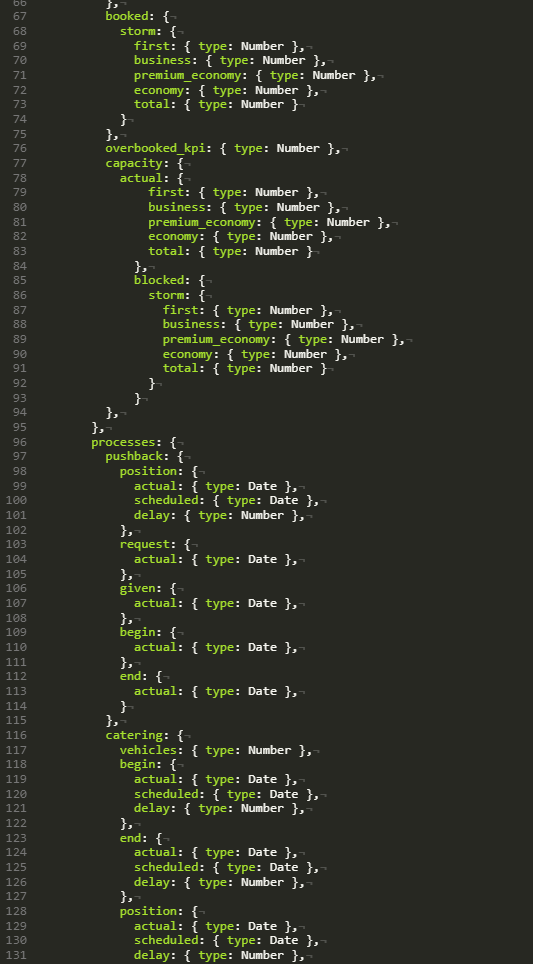 66 },¬
67 booked: {¬
68 storm: {¬
69 first: { type: Number },¬
70 business: { type: Number },¬
71 premium_economy: { type: Number },¬
72 economy: { type: Number },¬
73 total: { type: Number }¬
74 }¬
75 },¬
76 overbooked_kpi: { type: Number },¬
77 capacity: {¬
78 actual: {¬
79 first: { type: Number },¬
80 business: { type: Number },¬
81 premium_economy: { type: Number },¬
82 economy: { type: Number },¬
83 total: { type: Number }¬
84 },¬
85 blocked: {¬
86 storm: {¬
87 first: { type: Number },¬
88 business: { type: Number },¬
89 premium_economy: { type: Number },¬
90 economy: { type: Number },¬
91 total: { type: Number }¬
92 }¬
93 }¬
94 },¬
95 },¬
96 processes: {¬
97 pushback: {¬
98 position: {¬
99 actual: { type: Date },¬
100 scheduled: { type: Date },¬
101 delay: { type: Number },¬
102 },¬
103 request: {¬
104 actual: { type: Date },¬
105 },¬
106 given: {¬
107 actual: { type: Date },¬
108 },¬
109 begin: {¬
110 actual: { type: Date },¬
111 },¬
112 end: {¬
113 actual: { type: Date },¬
114 }¬
115 },¬
116 catering: {¬
117 vehicles: { type: Number },¬
118 begin: {¬
119 actual: { type: Date },¬
120 scheduled: { type: Date },¬
121 delay: { type: Number },¬
122 },¬
123 end: {¬
124 actual: { type: Date },¬
125 scheduled: { type: Date },¬
126 delay: { type: Number },¬
127 },¬
128 position: {¬
129 actual: { type: Date },¬
130 scheduled: { type: Date },¬
131 delay: { type: Number },¬